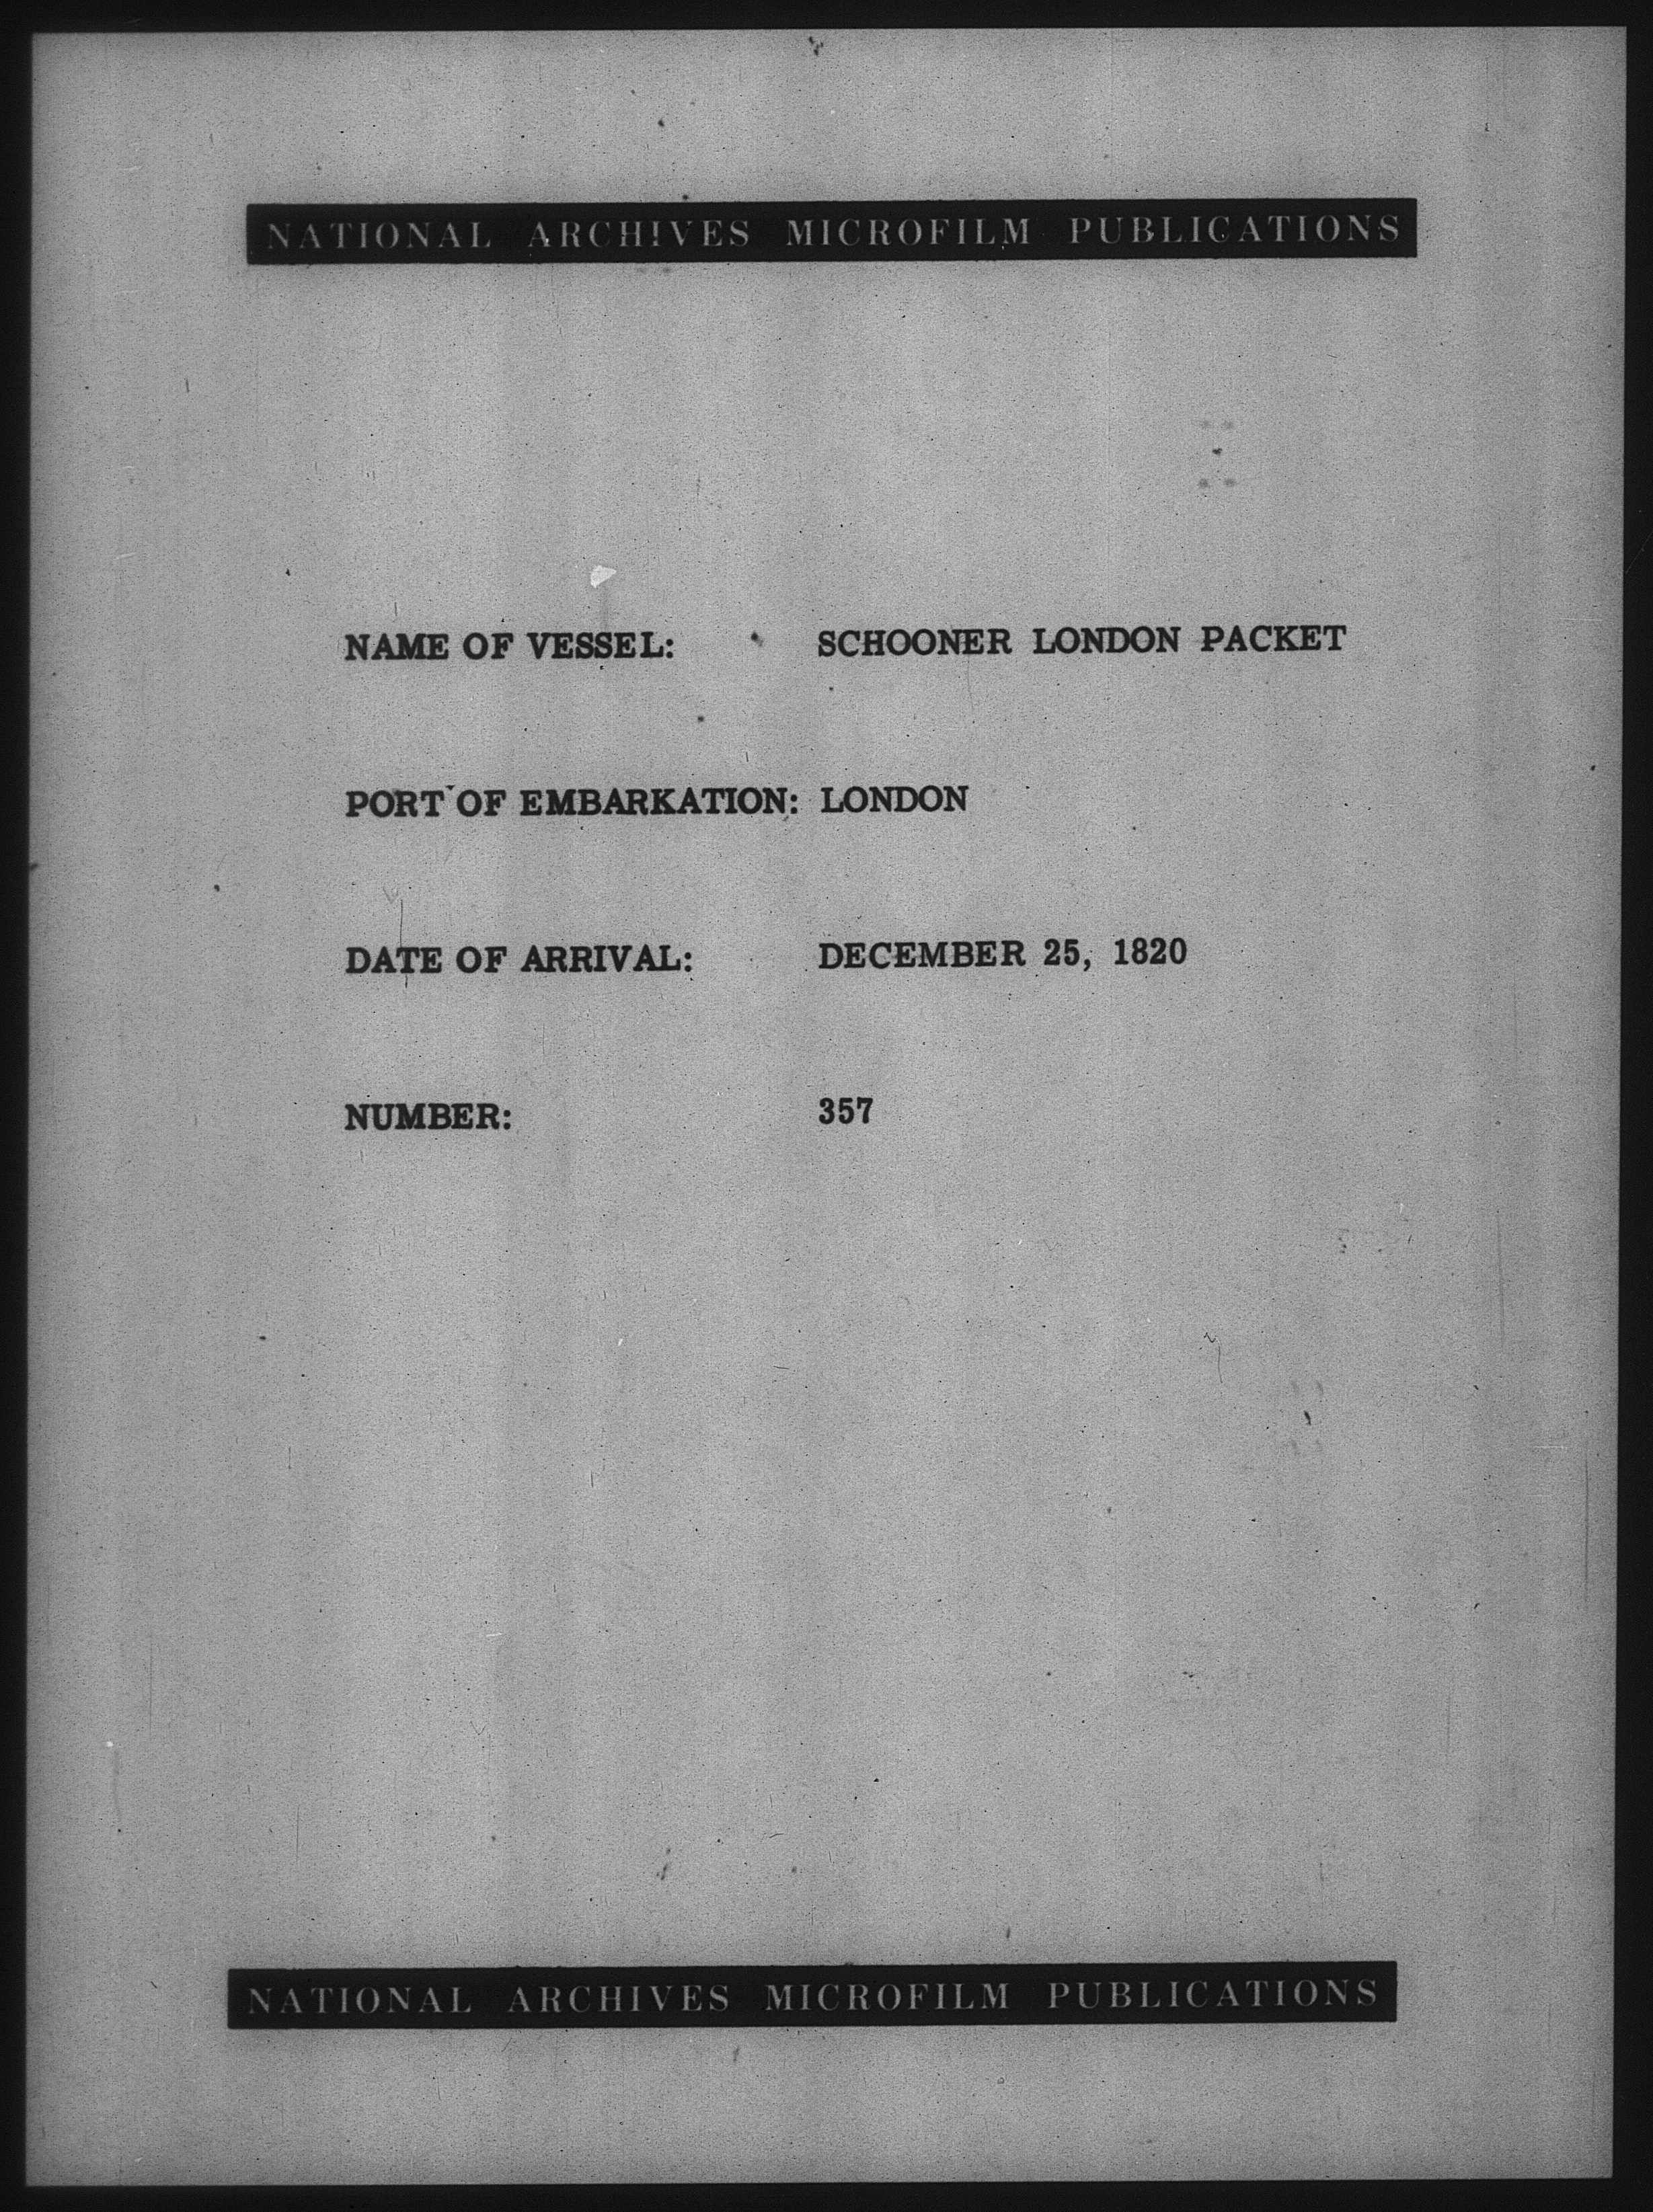 NATIONAL ARCHIVES MICROFILM PUBLICATIONS
NAME OF VESSEL: SCHOONER LONDON PACKET
PORT OF EMBARKATION: LONDON
DATE OF ARRIVAL: DECEMBER 25, 1820
NUMBER: 357
NATIONAL ARCHIVES MICROFILM PUBLICATIONS